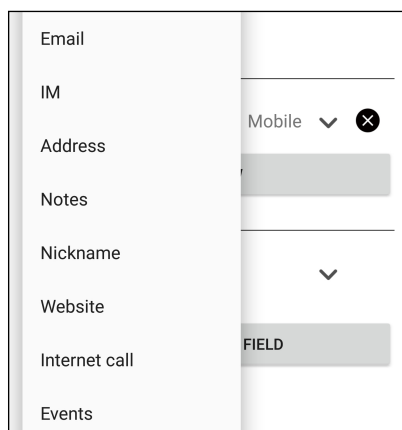 Email
IM
Mobile
Address
Notes
Nickname
Website
FIELD
Internet call
Events